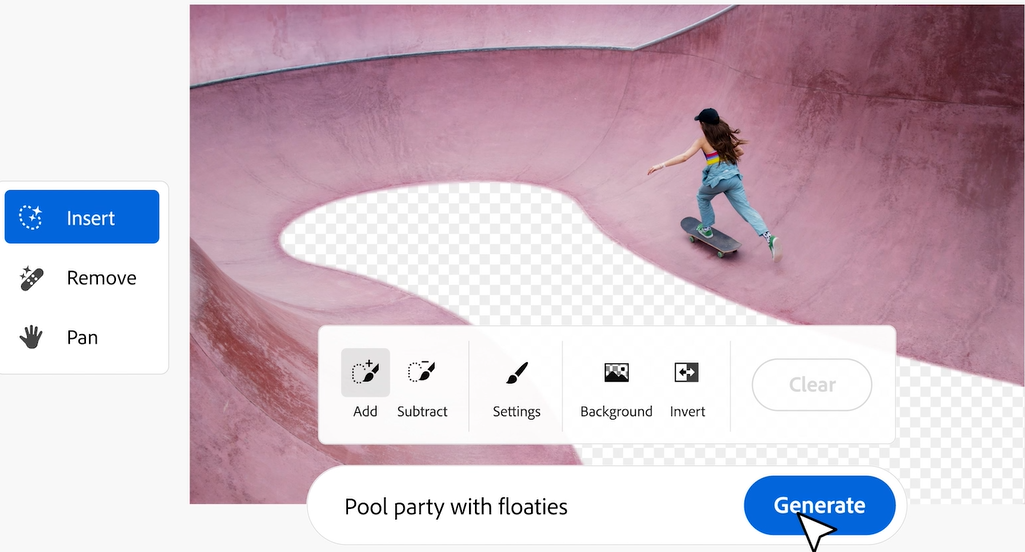 Insert
Remove
Pan
Add
Subtract
Settings
Background
Invert
Clear
Pool party with floaties
Generate